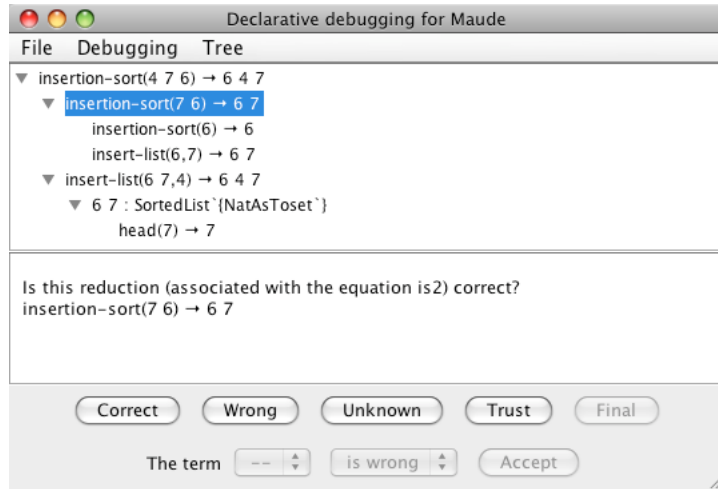 Declarative debugging for Maude
File Debugging Tree
insertion-sort(4 7 6) → 6 4 7
insertion-sort(7 6) → 6 7
insertion-sort(6) → 6
insert-list(6,7) → 6 7
insert-list(6 7,4) → 6 4 7
6 7 : SortedList`{NatAsToset`}
head(7) → 7
Is this reduction (associated with the equation is2) correct?
insertion-sort(7 6) → 6 7
Correct Wrong Unknown Trust Final
The term -- is wrong Accept